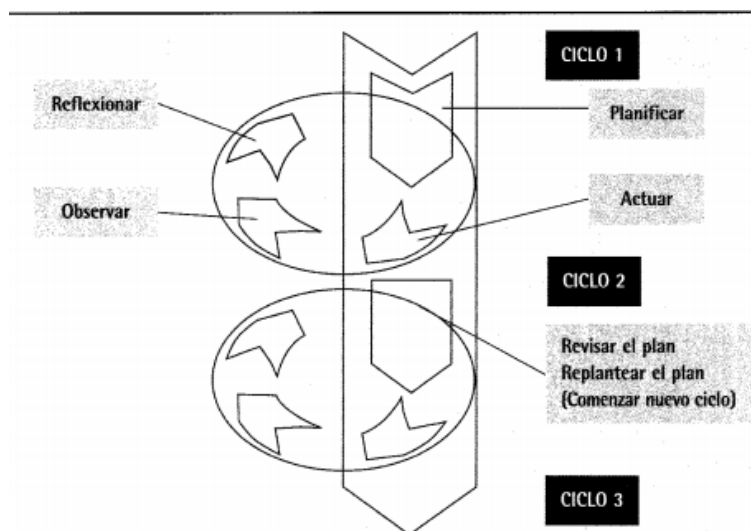 CICLO 1
Reflexionar
Planificar
Observar
Actuar
CICLO 2
Revisar el plan
Replantear el plan
(Comenzar nuevo ciclo)
CICLO 3